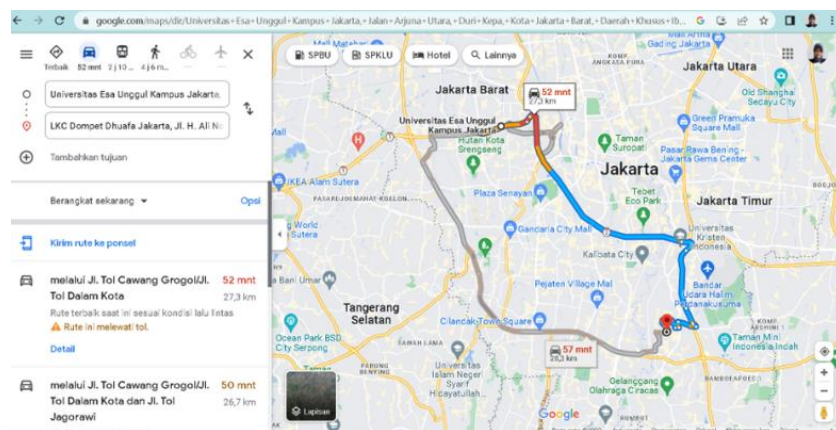 google.com/maps/dir/Universitas+Esa+Unggul+Kampus+Jakarta,+Jalan+Arjuna+Utara,+Duri+Kepa,+Kota+Jakarta+Barat,+Daerah+Khusus+Ib...
Terbaik 52 mnt 2 j 10 ... 4 j 6 m...
Universitas Esa Unggul Kampus Jakarta,
LKC Dompet Dhuafa Jakarta, Jl. H. Ali No
Tambahkan tujuan
Berangkat sekarang
Opsi
Kirim rute ke ponsel
melalui Jl. Tol Cawang Grogol/Jl. Tol Dalam Kota
52 mnt
27,3 km
Rute terbaik saat ini sesuai kondisi lalu lintas
Rute ini melewati tol.
Detail
melalui Jl. Tol Cawang Grogol/Jl. Tol Dalam Kota dan Jl. Tol Jagorawi
50 mnt
26,7 km
SPBU
SPKLU
Hotel
Lainnya
Gading Jakarta
Jakarta Utara
Jakarta Barat
52 mnt
27,3 km
Old Shanghai
Sedayu City
Universitas Esa Unggul
Kampus Jakarta
Hutan Kota
Srengseng
Green Pramuka
Square Mall
Taman
Suropati
Pasar Rawa Bening -
Jakarta Gems Center
IKEA Alam Sutera
Jakarta
Plaza Senayan
Tebet
Eco Park
Jakarta Timur
Gandaria City Mall
Universitas
Kristen
Indonesia
Kalibata City
Pejaten Village Mall
Bandar
Udara Halim
Perdanakusuma
Tangerang
Selatan
Cilandak Town Square
Ocean Park BSD
City Serpong
SAWAH LAMA
Taman Mini
Indonesia Indah
57 mnt
Universitas
Islam Negeri
Syarif
Hidayatullah...
Gelanggang
Olahraga Ciracas
Lapisan
Google